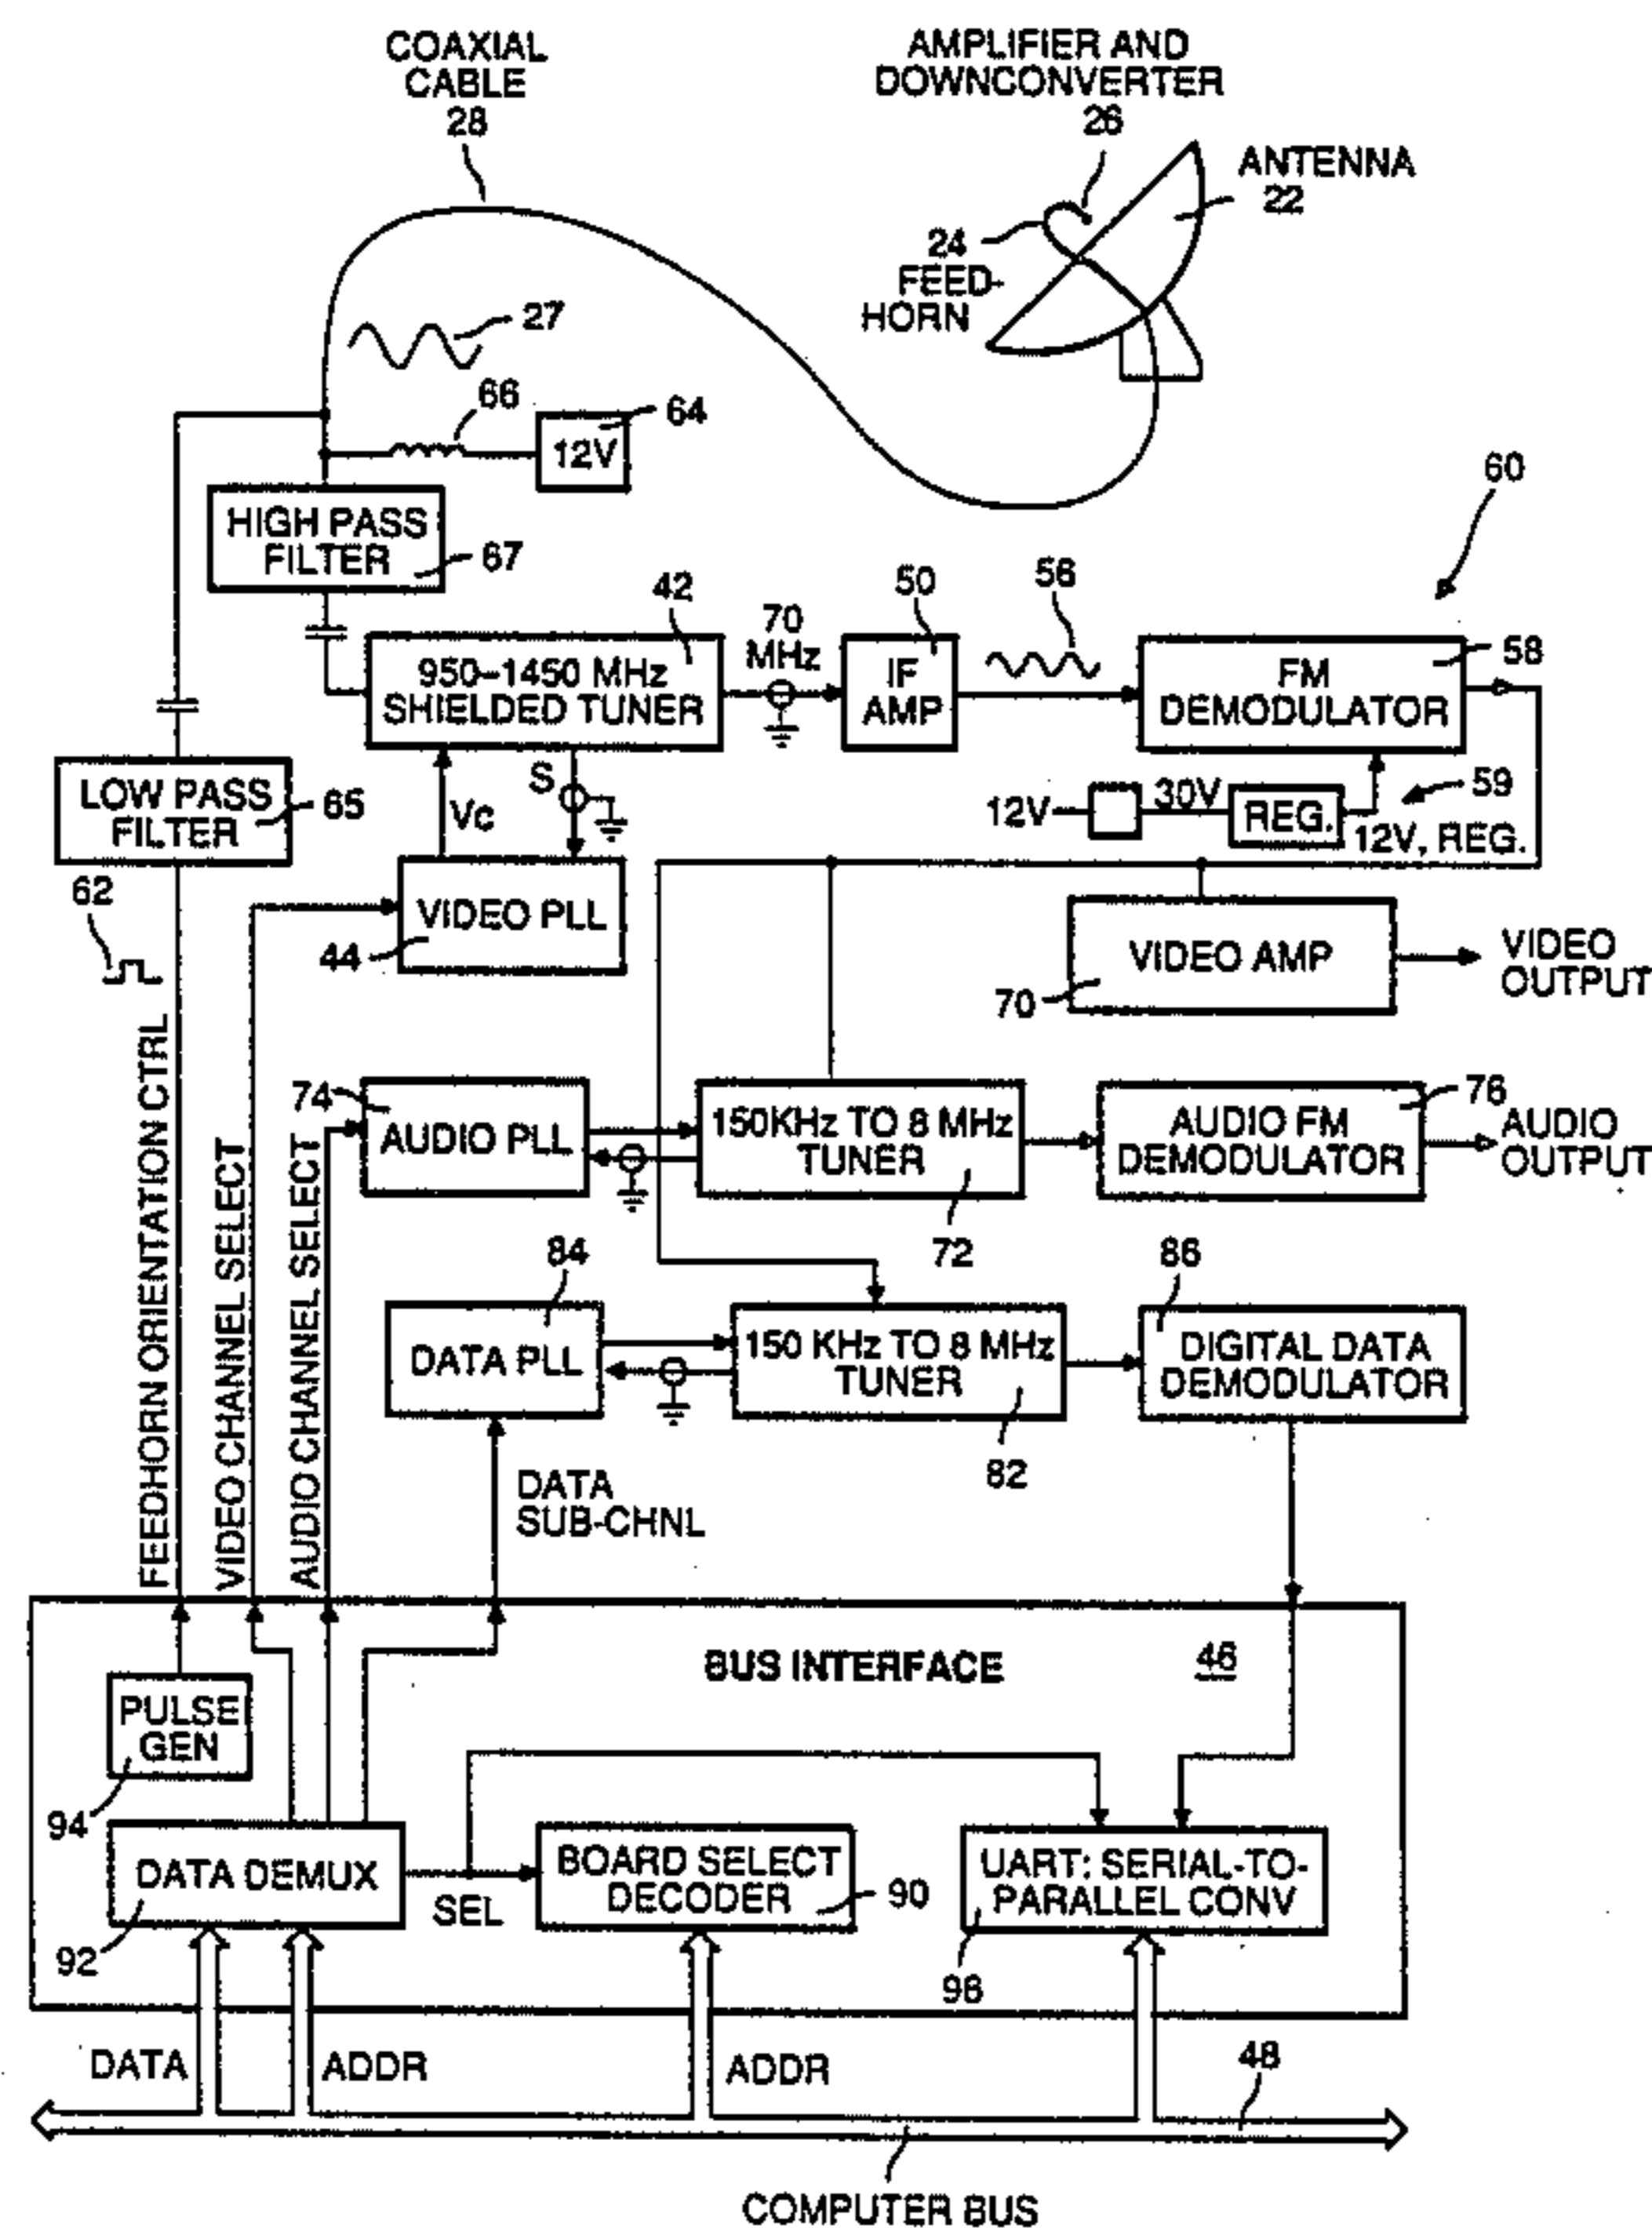 COAXIAL
CABLE
28
AMPLIFIER AND
DOWNCONVERTER
26
ANTENNA
22
24
FEED-
HORN
27
66
64
12V
60
HIGH PASS
FILTER
67
42
70
MHz
50
56
950-1450 MHz
SHIELDED TUNER
IF
AMP
FM
DEMODULATOR
58
LOW PASS
FILTER
65
Vc
S
12V
30V
REG.
59
12V, REG.
62
VIDEO PLL
44
VIDEO AMP
70
VIDEO
OUTPUT
74
AUDIO PLL
150KHz TO 8 MHz
TUNER
72
AUDIO FM
DEMODULATOR
76
AUDIO
OUTPUT
FEEDHORN ORIENTATION CTRL
VIDEO CHANNEL SELECT
AUDIO CHANNEL SELECT
84
DATA PLL
150 KHz TO 8 MHz
TUNER
82
86
DIGITAL DATA
DEMODULATOR
DATA
SUB-CHNL
BUS INTERFACE
46
PULSE
GEN
94
DATA DEMUX
92
SEL
BOARD SELECT
DECODER
90
UART: SERIAL-TO-
PARALLEL CONV
96
DATA
ADDR
ADDR
48
COMPUTER BUS